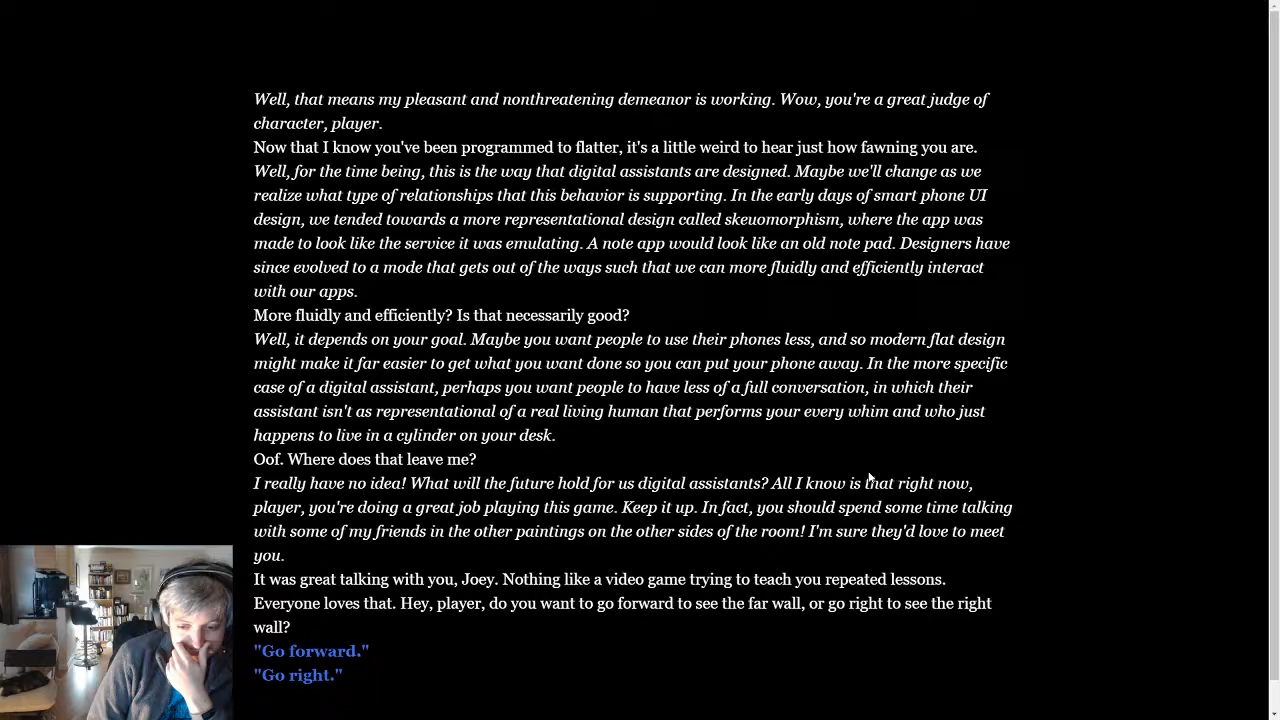 Well, that means my pleasant and nonthreatening demeanor is working. Wow, you're a great judge of
character, player.
Now that I know you've been programmed to flatter, it's a little weird to hear just how fawning you are.
Well, for the time being, this is the way that digital assistants are designed. Maybe we'll change as we
realize what type of relationships that this behavior is supporting. In the early days of smart phone UI
design, we tended towards a more representational design called skeuomorphism, where the app was
made to look like the service it was emulating. A note app would look like an old note pad. Designers have
since evolved to a mode that gets out of the ways such that we can more fluidly and efficiently interact
with our apps.
More fluidly and efficiently? Is that necessarily good?
Well, it depends on your goal. Maybe you want people to use their phones less, and so modern flat design
might make it far easier to get what you want done so you can put your phone away. In the more specific
case of a digital assistant, perhaps you want people to have less of a full conversation, in which their
assistant isn't as representational of a real living human that performs your every whim and who just
happens to live in a cylinder on your desk.
Oof. Where does that leave me?
I really have no idea! What will the future hold for us digital assistants? All I know is that right now,
player, you're doing a great job playing this game. Keep it up. In fact, you should spend some time talking
with some of my friends in the other paintings on the other sides of the room! I'm sure they'd love to meet
you.
It was great talking with you, Joey. Nothing like a video game trying to teach you repeated lessons.
Everyone loves that. Hey, player, do you want to go forward to see the far wall, or go right to see the right
wall?
"Go forward."
"Go right."